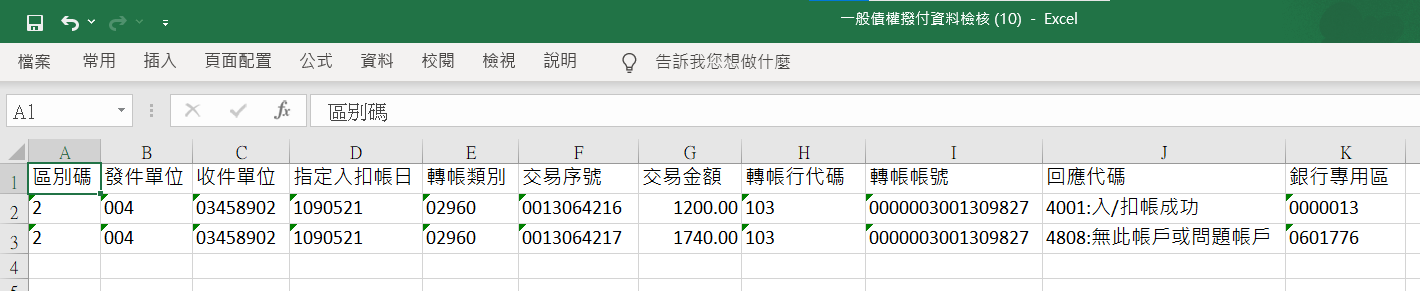 一般債權撥付資料檢核 (10) - Excel
檔案 常用 插入 頁面配置 公式 資料 校閱 檢視 說明 告訴我您想做什麼
A1 fx 區別碼
A B C D E F G H I J K
1 區別碼 發件單位 收件單位 指定入扣帳日 轉帳類別 交易序號 交易金額 轉帳行代碼 轉帳帳號 回應代碼 銀行專用區
2 2 004 03458902 1090521 02960 0013064216 1200.00 103 0000003001309827 4001:入/扣帳成功 0000013
3 2 004 03458902 1090521 02960 0013064217 1740.00 103 0000003001309827 4808:無此帳戶或問題帳戶 0601776
4
5